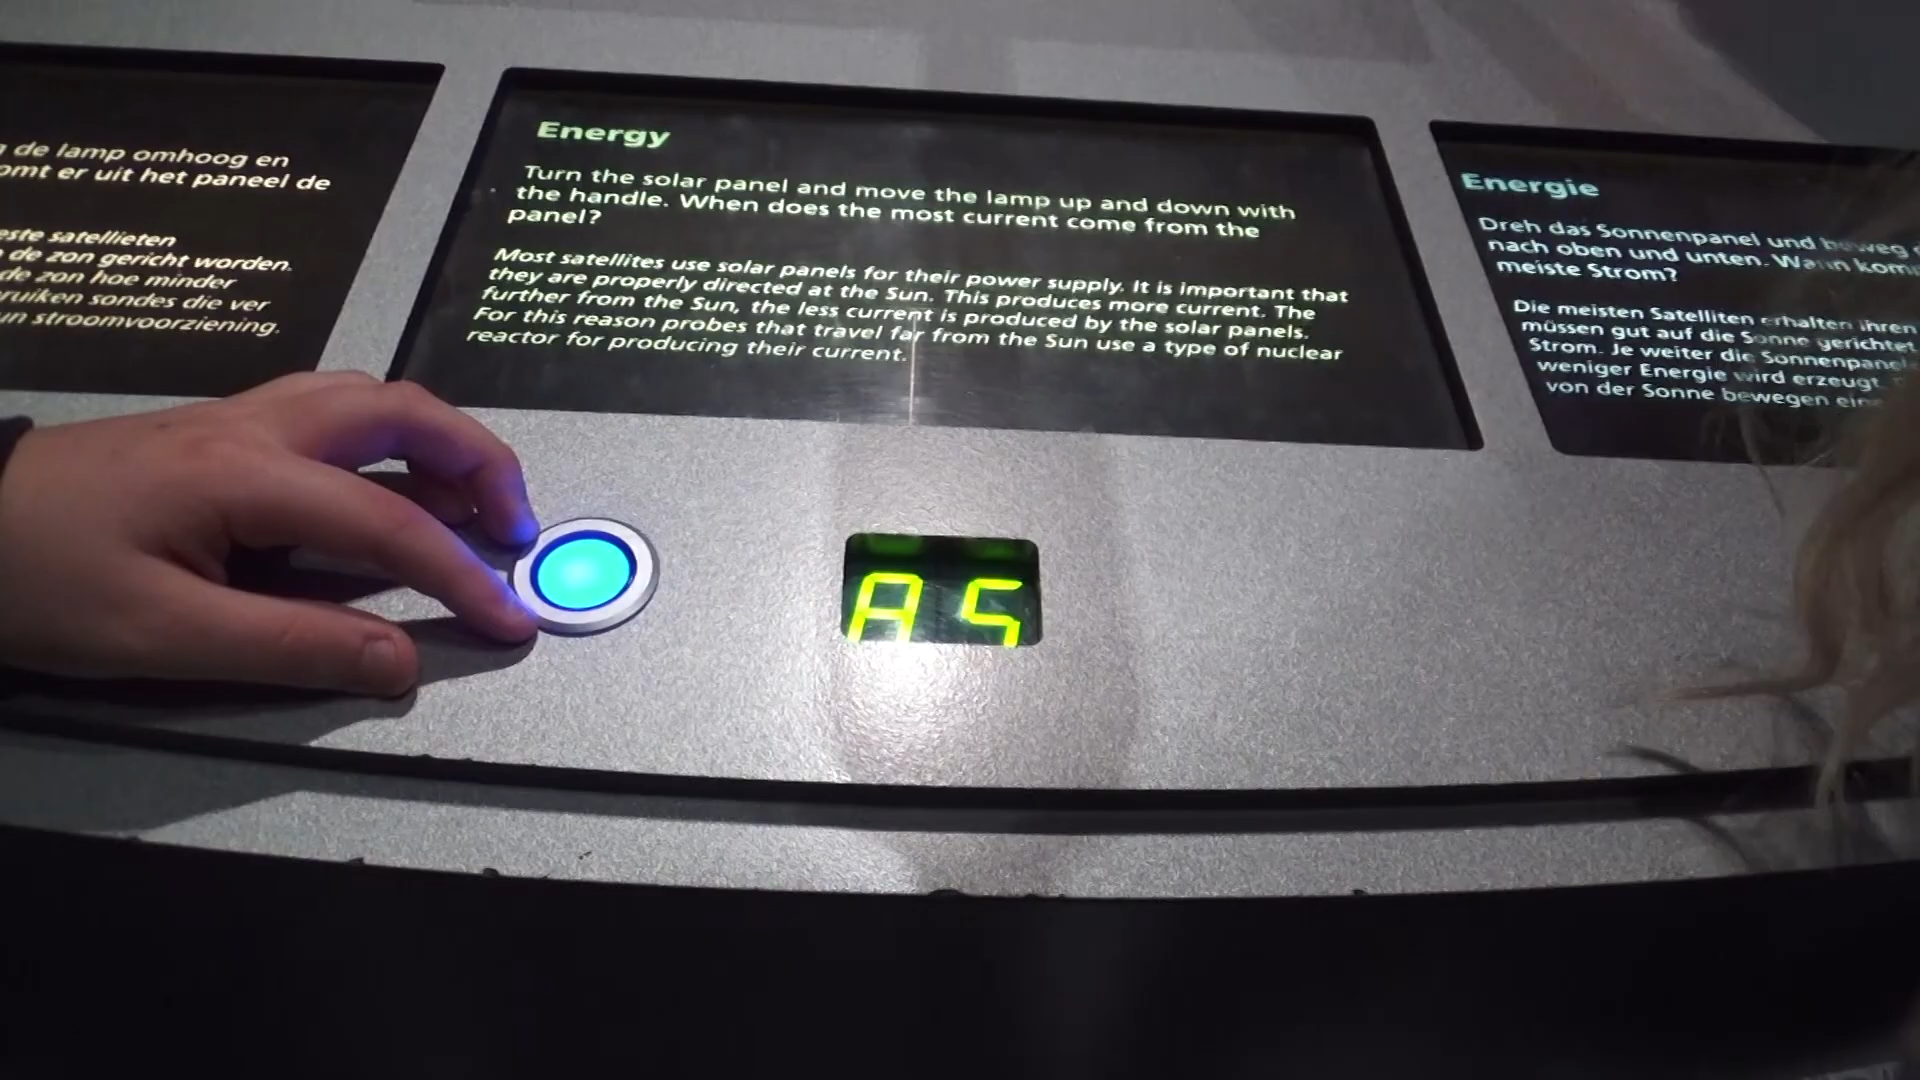 de lamp omhoog en
er uit het paneel de
satellieten
de zon gericht worden.
de zon hoe minder
sondes die ver
stroomvoorziening.
Energy
Turn the solar panel and move the lamp up and down with
the handle. When does the most current come from the
panel?
Most satellites use solar panels for their power supply. It is important that
they are properly directed at the Sun. This produces more current. The
further from the Sun, the less current is produced by the solar panels.
For this reason probes that travel far from the Sun use a type of nuclear
reactor for producing their current.
Energie
Dreh das Sonnenpanel und beweg
nach oben und unten. Wann
meiste Strom?
Die meisten Satelliten erhalten ihren
müssen gut auf die Sonne gerichtet
Strom. Je weiter die
weniger Energie wird erzeugt.
von der Sonne bewegen